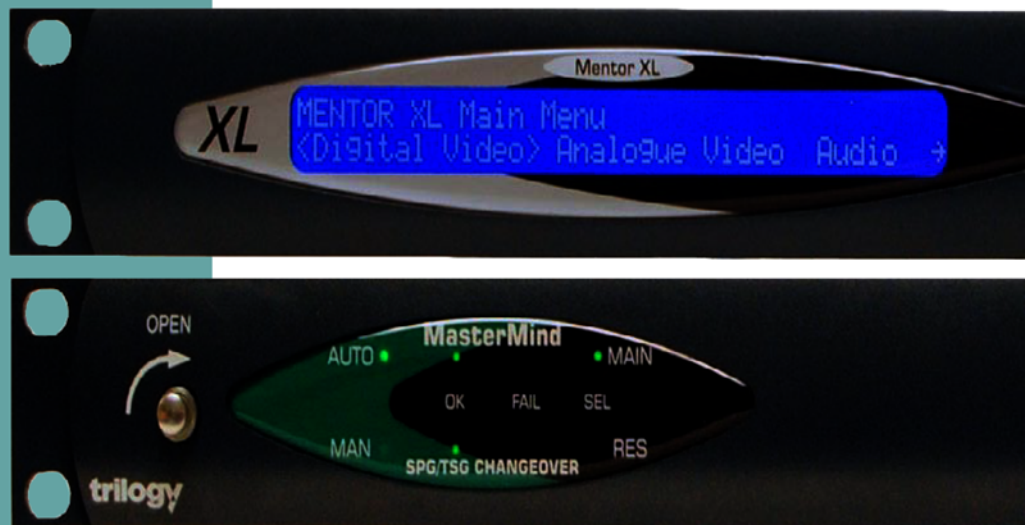 Mentor XL
XL
MENTOR XL Main Menu
<Digital Video> Analogue Video Audio →
OPEN
MasterMind
AUTO MAIN
OK FAIL SEL
MAN RES
SPG/TSG CHANGEOVER
trilogy